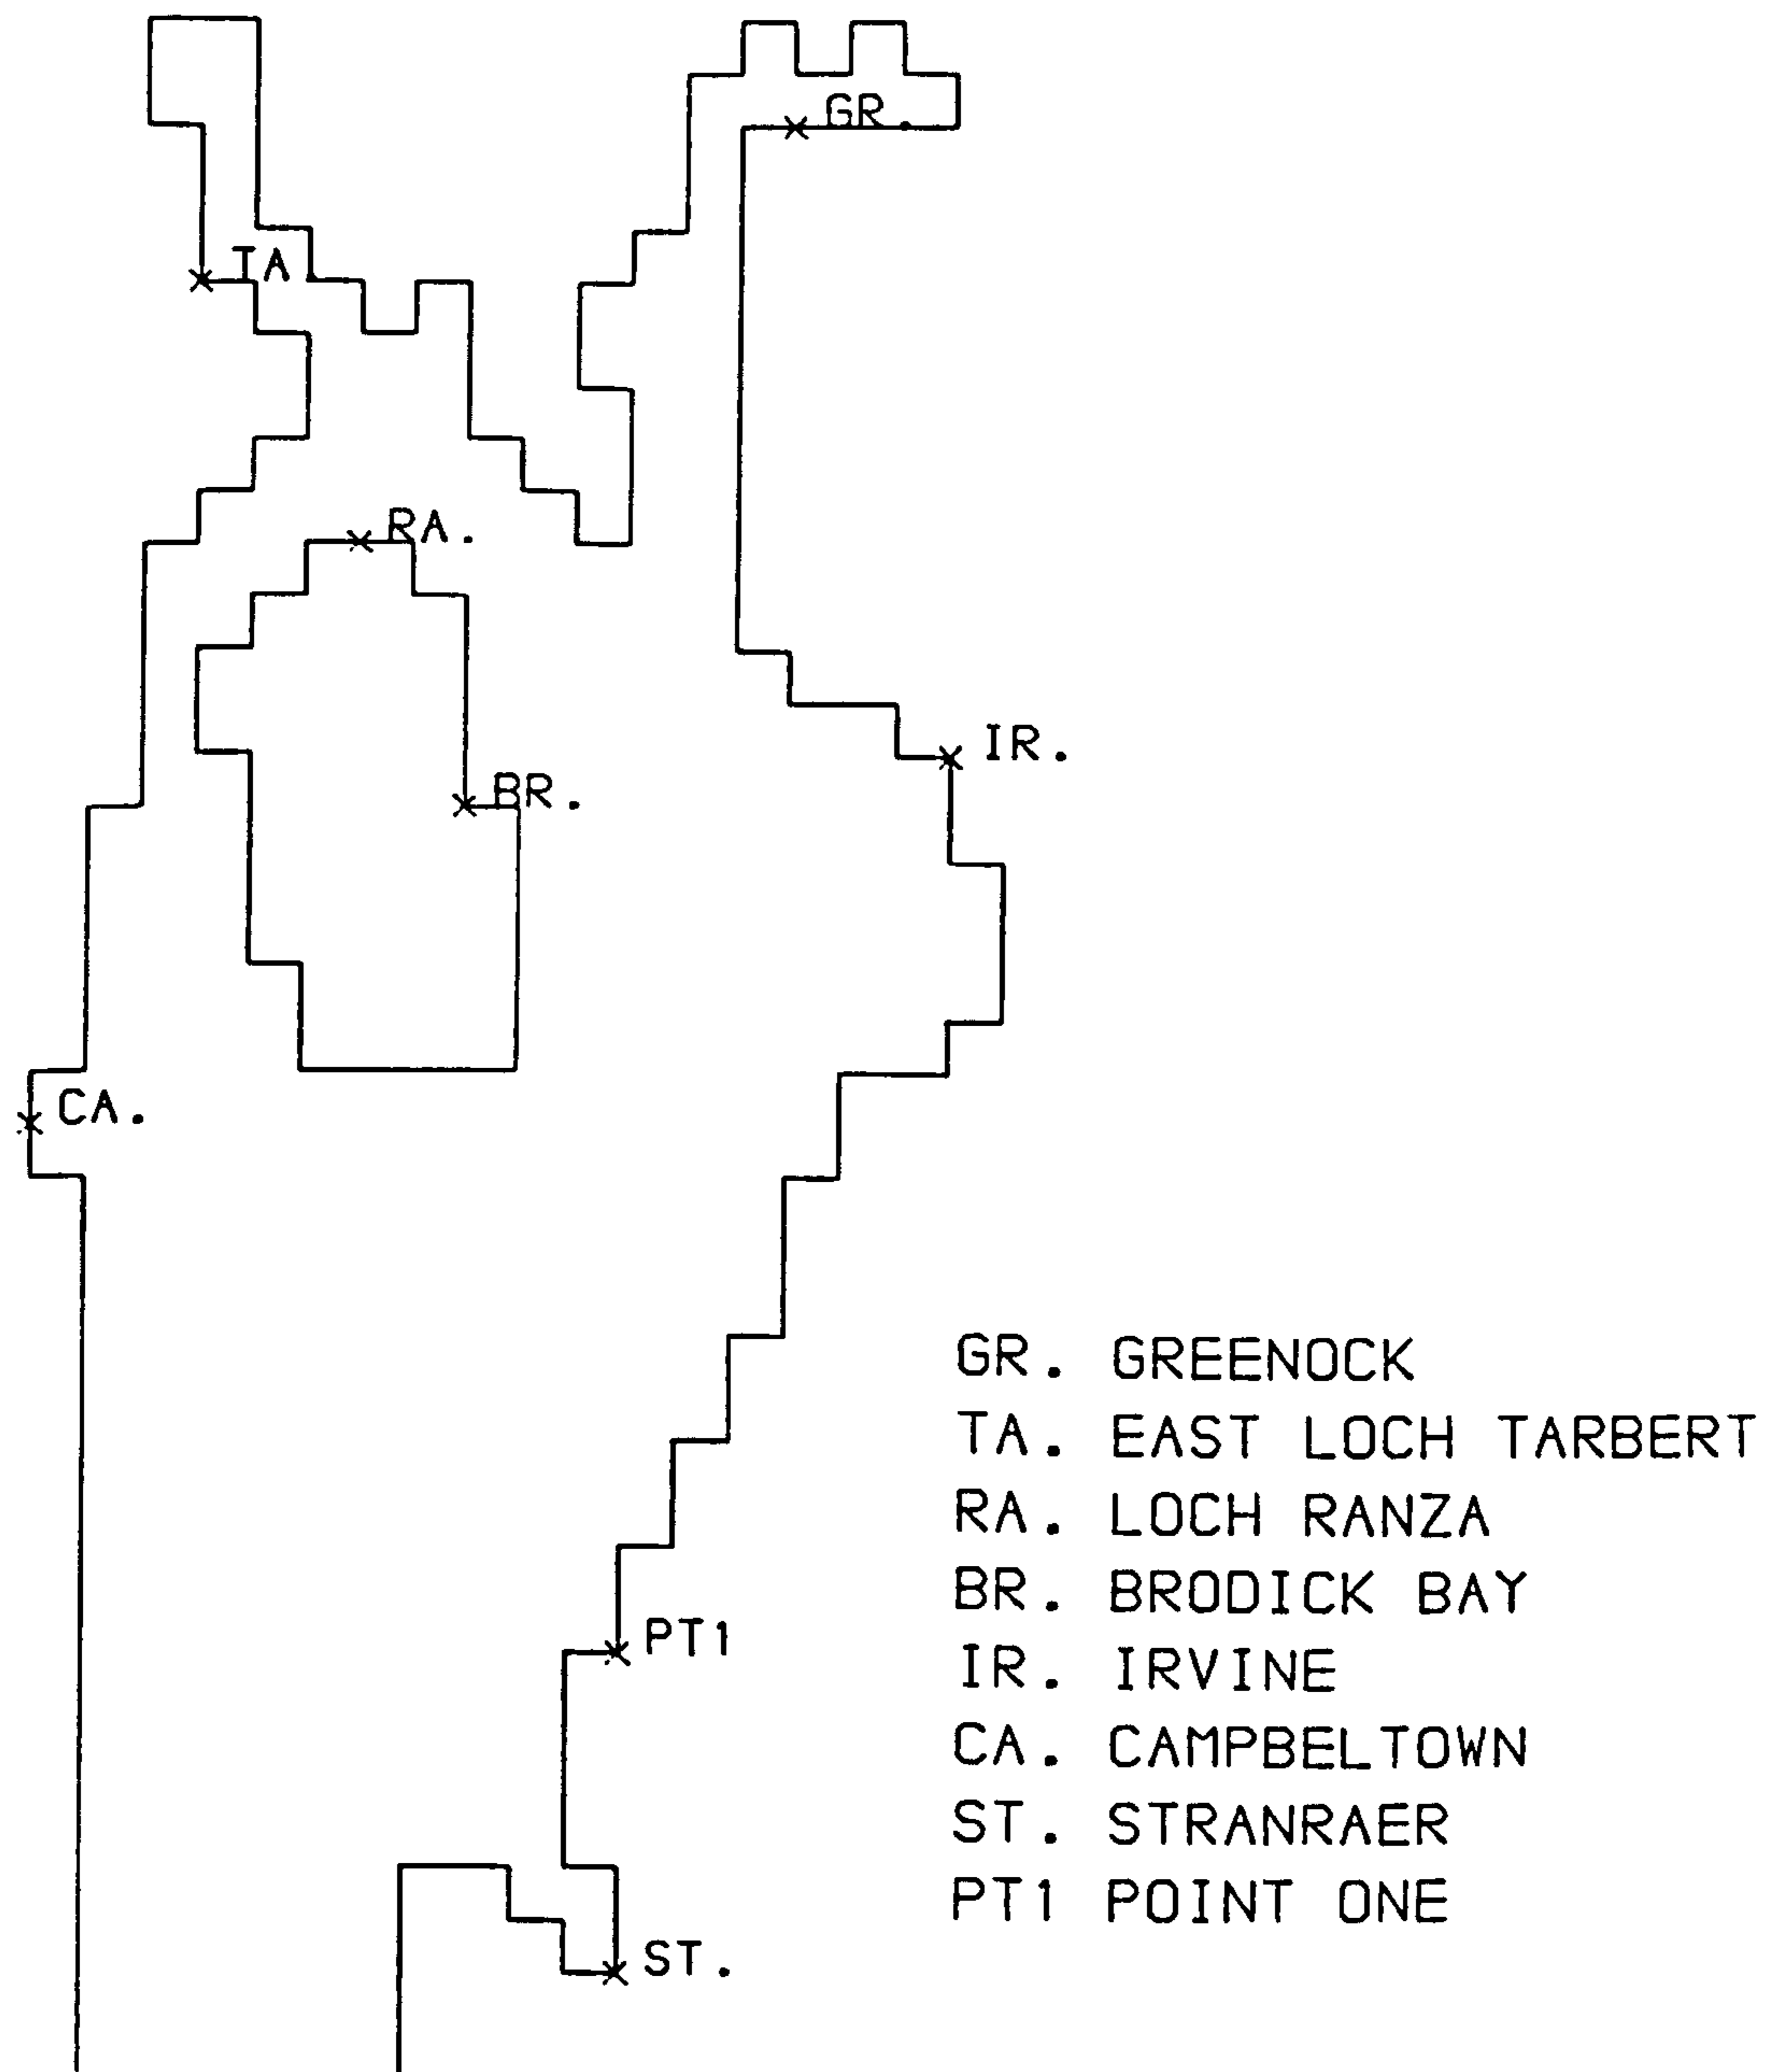 GR.
TA
RA.
IR.
BR.
CA.
GR. GREENOCK
TA. EAST LOCH TARBERT
RA. LOCH RANZA
BR. BRODICK BAY
IR. IRVINE
CA. CAMPBELTOWN
ST. STRANRAER
PT1 POINT ONE
PT1
ST.